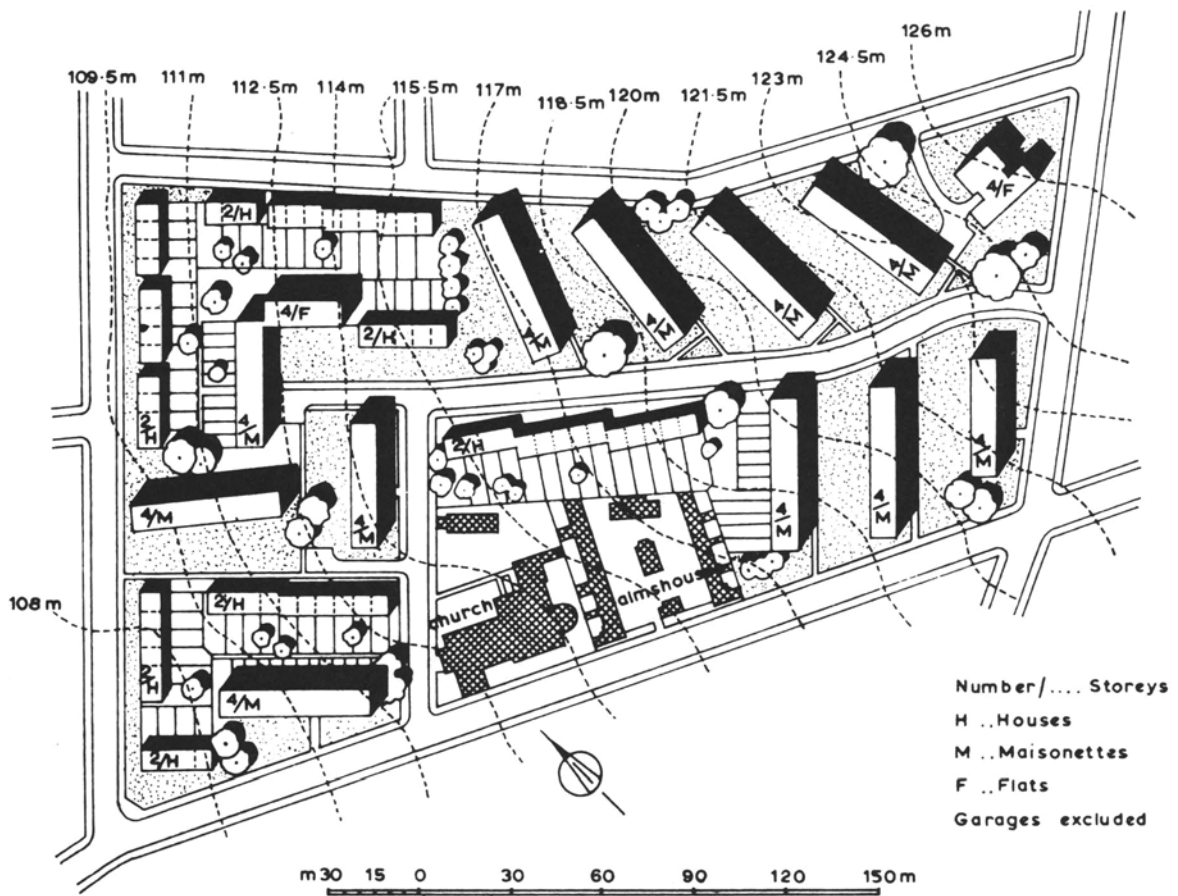 109·5m 111m 112·5m 114m 115·5m 117m 118·5m 120m 121·5m 123m 124·5m 126m
2/H
4/F
4/F
2/H
4/M
4/M
4/M
4/M
2/H
4/M
2/H
4/M
4/M
4/M
4/M
4/M
4/M
108m
2/H
church
almshouses
2/H
4/M
2/H
Number/.... Storeys
H ..Houses
M ..Maisonettes
F ..Flats
Garages excluded
m 30 15 0 30 60 90 120 150m